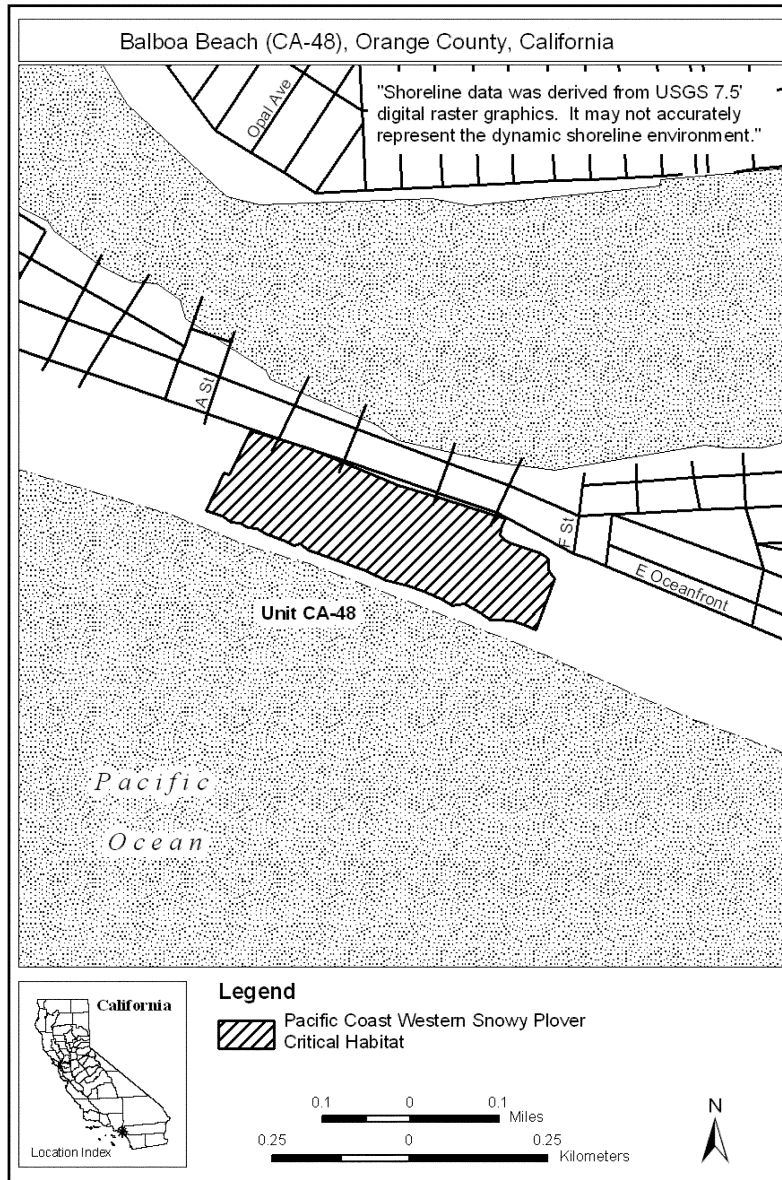 Balboa Beach (CA-48), Orange County, California
Opal Ave
"Shoreline data was derived from USGS 7.5'
digital raster graphics. It may not accurately
represent the dynamic shoreline environment."
A St
F St
E Oceanfront
Unit CA-48
Pacific
Ocean
California
Location Index
Legend
Pacific Coast Western Snowy Plover
Critical Habitat
0.1 0 0.1
Miles
0.25 0 0.25
Kilometers
N